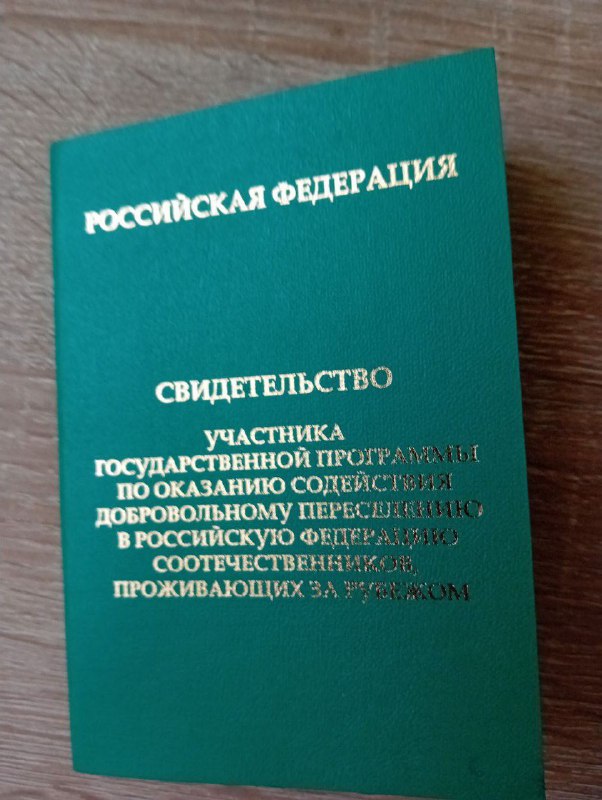 РОССИЙСКАЯ ФЕДЕРАЦИЯ
СВИДЕТЕЛЬСТВО
УЧАСТНИКА
ГОСУДАРСТВЕННОЙ ПРОГРАММЫ
ПО ОКАЗАНИЮ СОДЕЙСТВИЯ
ДОБРОВОЛЬНОМУ ПЕРЕСЕЛЕНИЮ
В РОССИЙСКУЮ ФЕДЕРАЦИЮ
СООТЕЧЕСТВЕННИКОВ,
ПРОЖИВАЮЩИХ ЗА РУБЕЖОМ